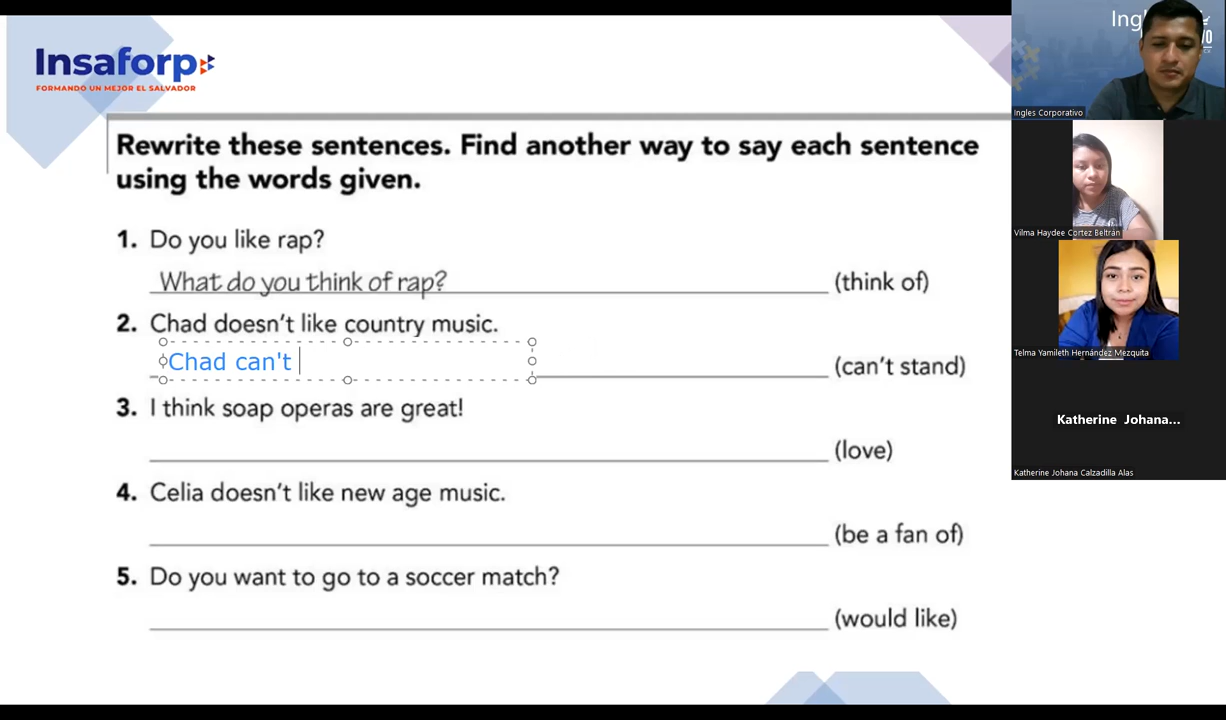 Insaforp
FORMANDO UN MEJOR EL SALVADOR
Rewrite these sentences. Find another way to say each sentence
using the words given.
1. Do you like rap?
What do you think of rap? (think of)
2. Chad doesn't like country music.
Chad can't (can't stand)
3. I think soap operas are great!
(love)
4. Celia doesn't like new age music.
(be a fan of)
5. Do you want to go to a soccer match?
(would like)
Ingles Corporativo
Vilma Haydee Cortez Beltrán
Telma Yamileth Hernández Mezquita
Katherine Johana...
Katherine Johana Calzadilla Alas